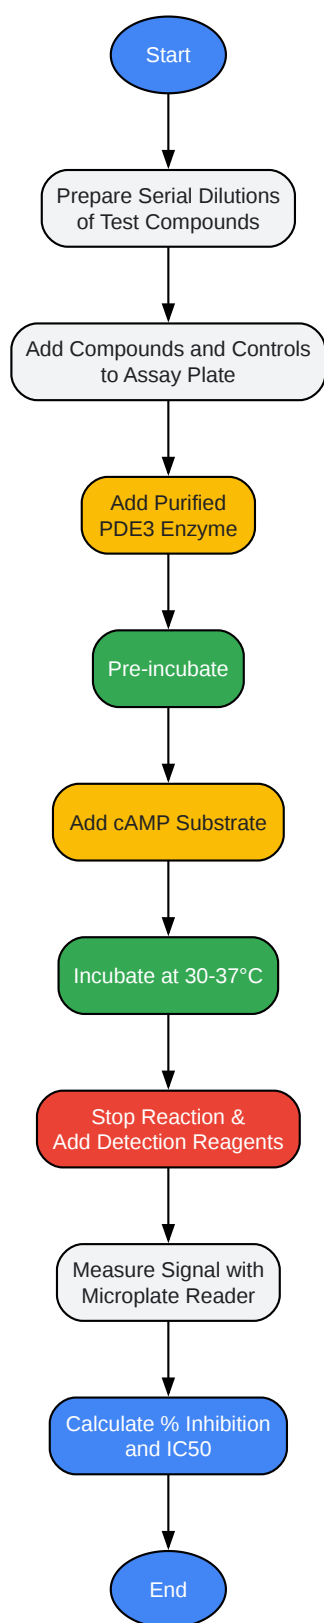 Start
Prepare Serial Dilutions
of Test Compounds
Add Compounds and Controls
to Assay Plate
Add Purified
PDE3 Enzyme
Pre-incubate
Add cAMP Substrate
Incubate at 30-37°C
Stop Reaction &
Add Detection Reagents
Measure Signal with
Microplate Reader
Calculate % Inhibition
and IC50
End